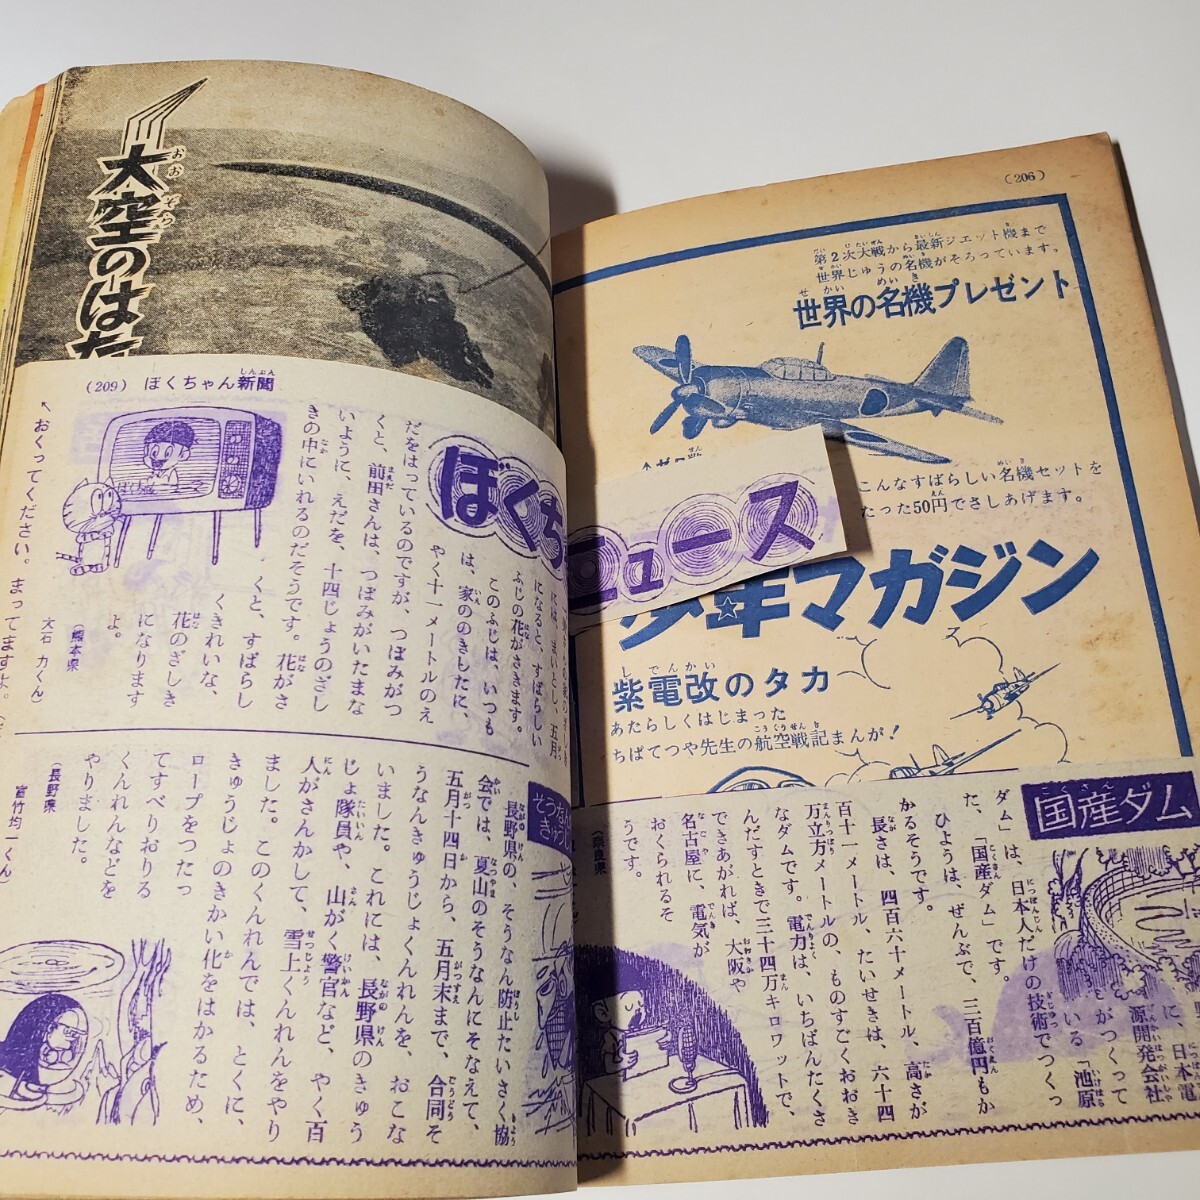 (206)
第2次大戦から最新ジエット機まで
世界じゅうの名機がそろっています。
世界の名機プレゼント
こんなすばらしい名機セットを
たった50円でさしあげます。
少年マガジン
紫電改のタカ
あたらしくはじまった
ちばてつや先生の航空戦記まんが!
大空のはた
(209) ぼくちゃん新聞
ぼくち
ニュース
には、まいとし、五月
になると、すばらしい
ふじの花がさきます。
このふじは、いつも
は、家ののきしたに、
やく十一メートルのえ
だをはっているのですが、つぼみがつ
くと、前田さんは、つぼみがいたまな
いように、えだを、十四じょうのざし
きの中にいれるのだそうです。花がさ
くと、すばらし
くきれいな、
花のざしき
になります
よ。
(熊本県
大石 力くん)
↖おくってください。まってますよ。
国産ダム
に、日本電
源開発会社
がつくって
いる「池原
ダム」は、日本人だけの技術でつくっ
た、「国産ダム」です。
ひようは、ぜんぶで、三百億円もか
かるそうです。
長さは、四百六十メートル、高さが
百十一メートル、たいせきは、六十四
万立方メートルの、ものすごくおおき
なダムです。電力は、いちばんたくさ
んだすときで三十四万キロワットで、
できあがれば、大阪や
名古屋に、電気が
おくられるそ
うです。
(奈良県
そうなん
きゅうじ
長野県の、そうなん防止たいさく協
会では、夏山のそうなんにそなえて、
五月十四日から、五月末まで、合同そ
うなんきゅうじょくんれんを、おこな
いました。これには、長野県のきゅう
じょ隊員や、山がく警官など、やく百
人がさんかして、雪上くんれんをやり
ました。このくんれんでは、とくに、
きゅうじょのきかい化をはかるため、
ロープをつたっ
てすべりおりる
くんれんなどを
やりました。
(長野県
宮竹均一くん)